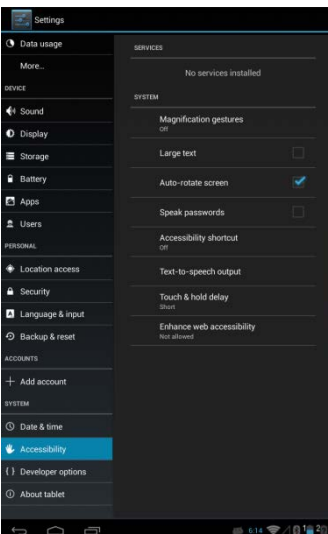 Settings
Data usage
More...
DEVICE
Sound
Display
Storage
Battery
Apps
Users
PERSONAL
Location access
Security
Language & input
Backup & reset
ACCOUNTS
Add account
SYSTEM
Date & time
Accessibility
Developer options
About tablet
SERVICES
No services installed
SYSTEM
Magnification gestures
Off
Large text
Auto-rotate screen
Speak passwords
Accessibility shortcut
Off
Text-to-speech output
Touch & hold delay
Short
Enhance web accessibility
Not allowed
6:14